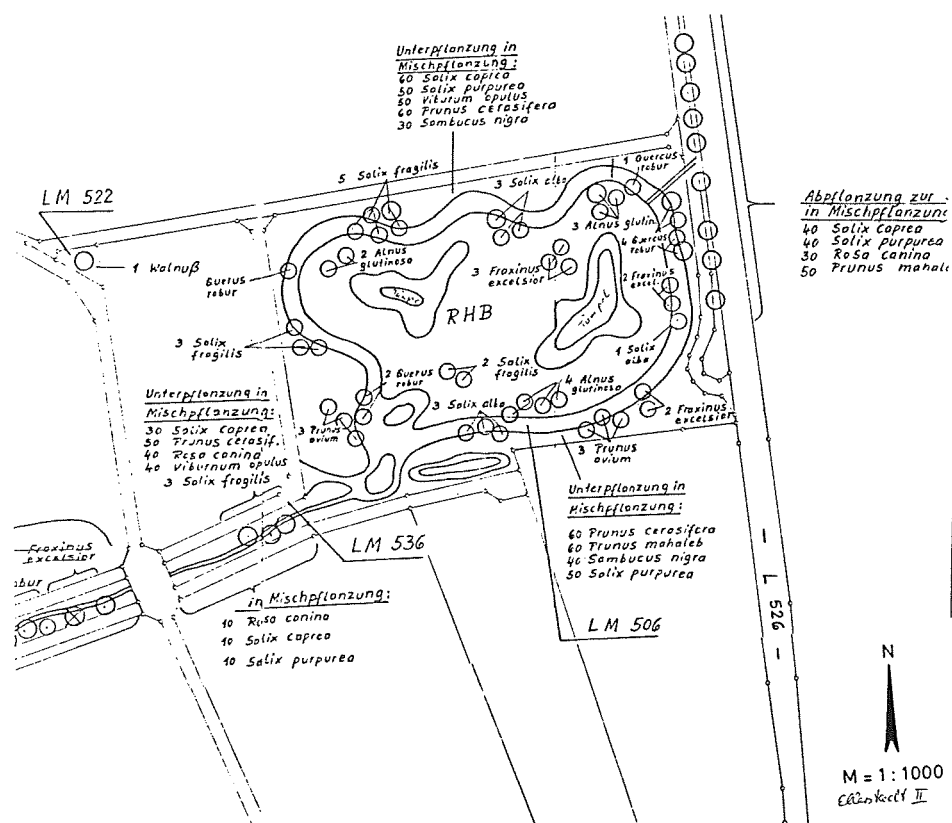 Unterpflanzung in
Mischpflanzung:
60 Salix caprea
50 Salix purpurea
50 Viturum opulus
60 Prunus cerasifera
30 Sambucus nigra
5 Salix fragilis
3 Salix alba
1 Quercus
robur
LM 522
1 Walnuß
2 Alnus
glutinosa
Querus
robur
3 Alnus glutin.
4 Quercus
robur
3 Fraxinus
excelsior
2 Fraxinus
excel.
Abpflanzung zur
in Mischpflanzung
40 Salix caprea
40 Salix purpurea
30 Rosa canina
50 Prunus mahale
RHB
Tümpel
3 Salix
fragilis
1 Salix
alba
2 Querus
robur
2 Salix
fragilis
4 Alnus
glutinosa
3 Salix alba
3 Prunus
avium
2 Fraxinus
excelsior
3 Prunus
avium
Unterpflanzung in
Mischpflanzung:
30 Salix caprea
50 Prunus cerasif.
40 Rosa canina
40 Viburnum opulus
3 Salix fragilis
Unterpflanzung in
Mischpflanzung:
60 Prunus cerasifera
60 Prunus mahaleb
40 Sambucus nigra
50 Salix purpurea
LM 536
LM 506
Fraxinus
excelsior
obur
in Mischpflanzung:
10 Rosa canina
10 Salix caprea
10 Salix purpurea
- L 526 -
N
M = 1:1000